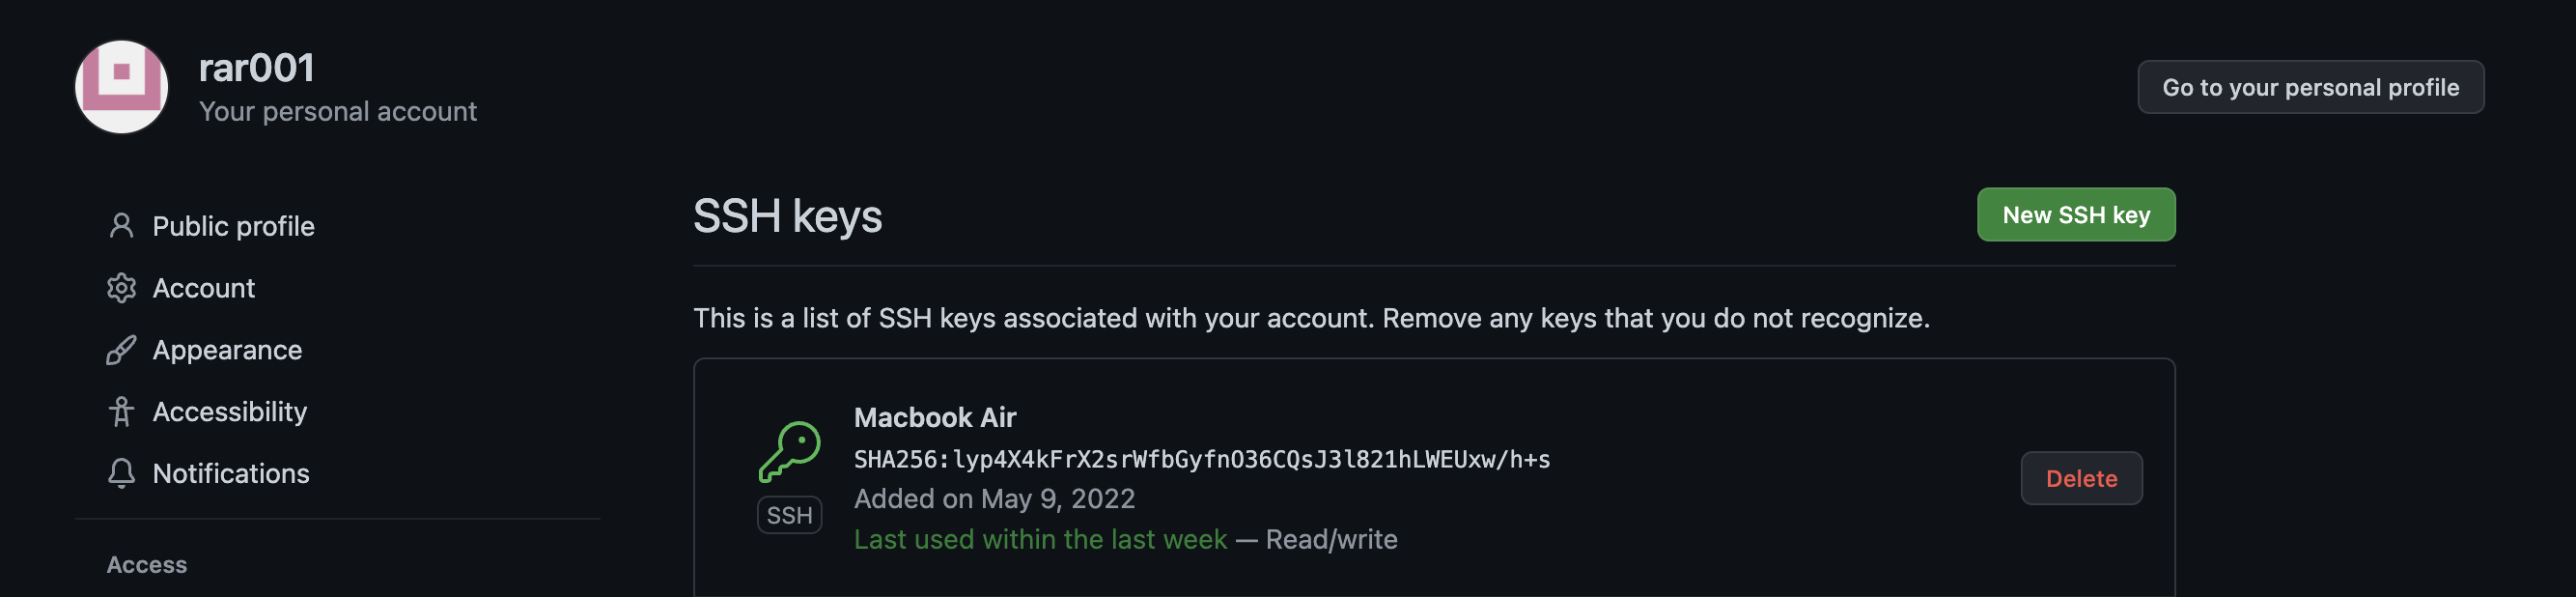 rar001
Your personal account
Go to your personal profile
Public profile
Account
Appearance
Accessibility
Notifications
Access
SSH keys
New SSH key
This is a list of SSH keys associated with your account. Remove any keys that you do not recognize.
Macbook Air
SHA256:lyp4X4kFrX2srWfbGyfnO36CQsJ3l821hLWEUxw/h+s
Added on May 9, 2022
Last used within the last week — Read/write
SSH
Delete